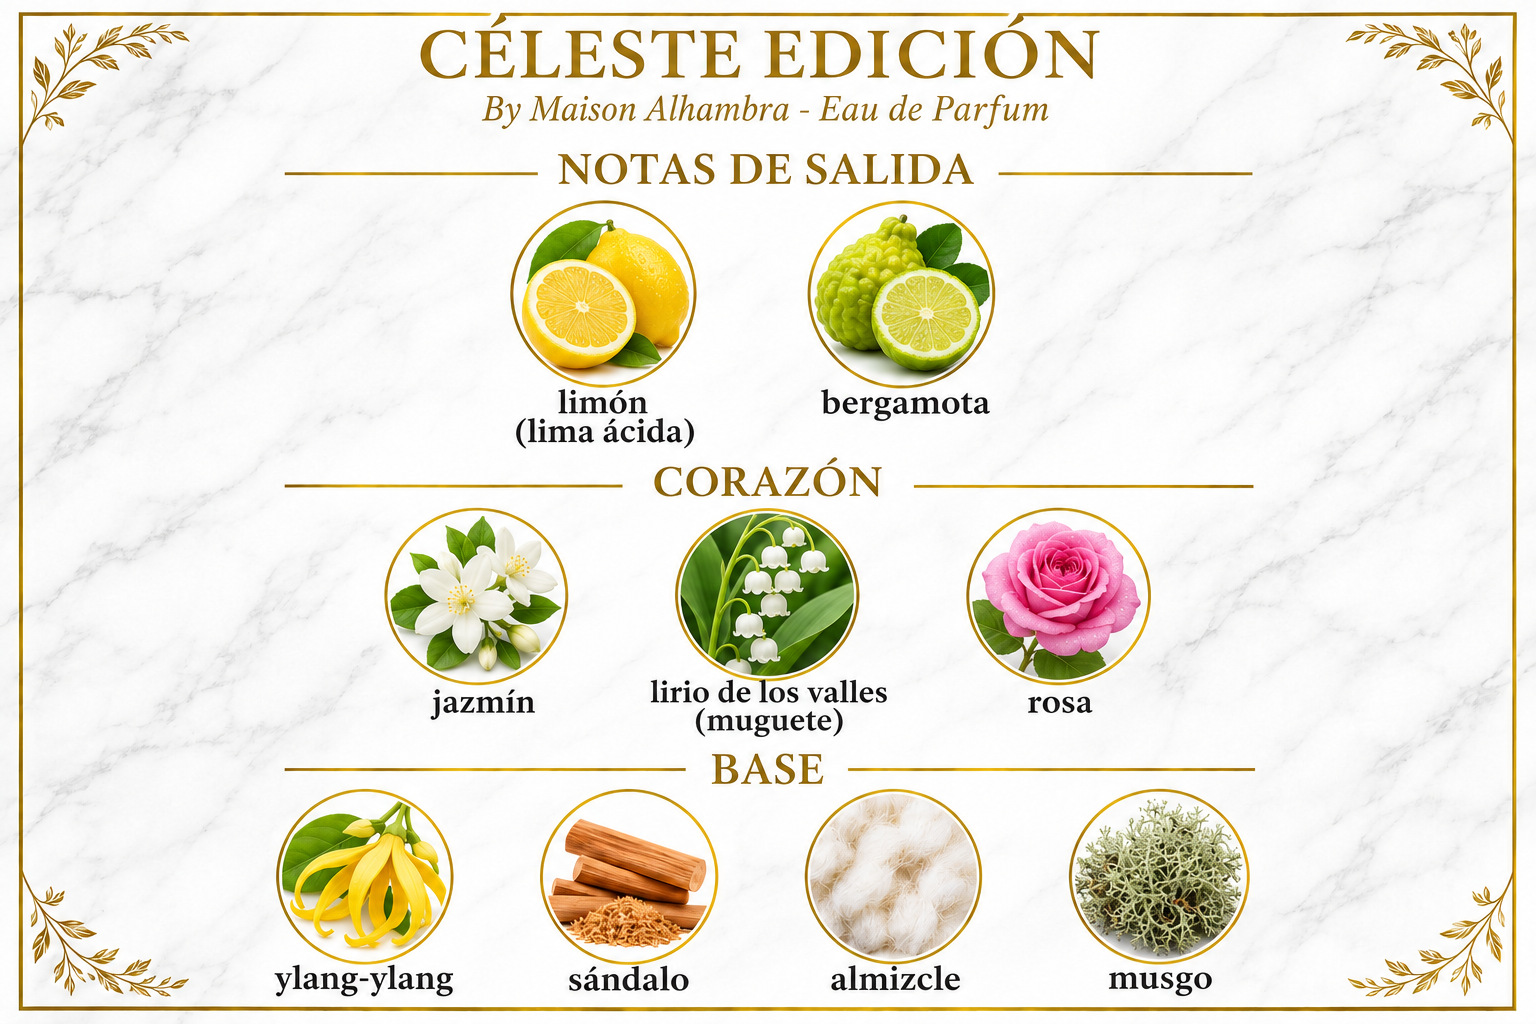 CÉLESTE EDICIÓN
By Maison Alhambra - Eau de Parfum
NOTAS DE SALIDA
limón
(lima ácida)
bergamota
CORAZÓN
jazmín
lirio de los valles
(muguete)
rosa
BASE
ylang-ylang
sándalo
almizcle
musgo